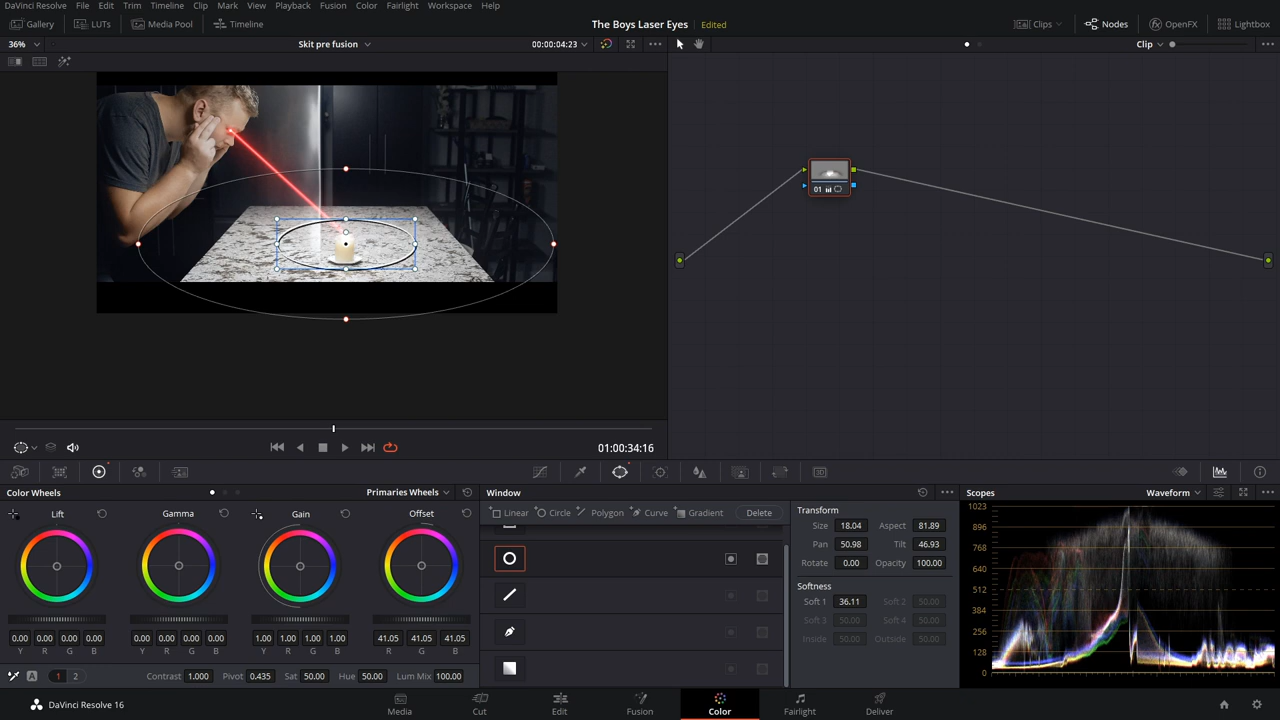 DaVinci Resolve File Edit Trim Timeline Clip Mark View Playback Fusion Color Fairlight Workspace Help
Gallery LUTs Media Pool Timeline The Boys Laser Eyes Edited Clips Nodes OpenFX Lightbox
36% Skit pre fusion 00:00:04:23 Clip
01
01:00:34:16
Color Wheels Primaries Wheels Window Scopes Waveform
Lift Gamma Gain Offset
Linear Circle Polygon Curve Gradient Delete
Transform
Size 18.04 Aspect 81.89
Pan 50.98 Tilt 46.93
Rotate 0.00 Opacity 100.00
Softness
Soft 1 36.11 Soft 2 50.00
Soft 3 50.00 Soft 4 50.00
Inside 50.00 Outside 50.00
1023
896
768
640
512
384
256
128
0
0.00 0.00 0.00 0.00 0.00 0.00 0.00 0.00 1.00 1.00 1.00 1.00 41.05 41.05 41.05
Y R G B Y R G B Y R G B R G B
A 1 2 Contrast 1.000 Pivot 0.435 Sat 50.00 Hue 50.00 Lum Mix 100.00
DaVinci Resolve 16 Media Cut Edit Fusion Color Fairlight Deliver